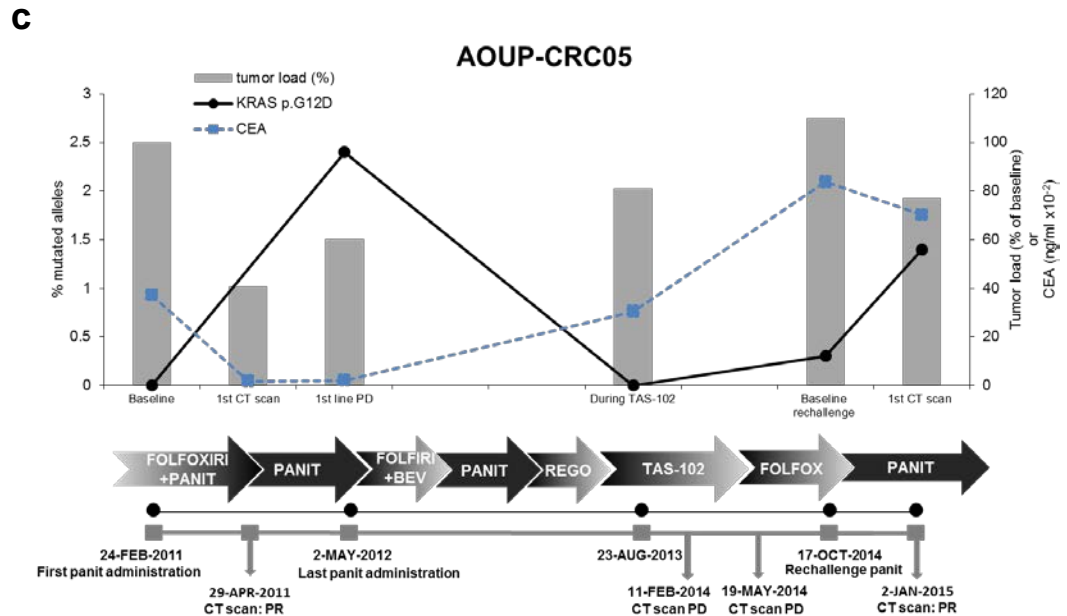 c
AOUP-CRC05
tumor load (%)
KRAS p.G12D
CEA
3
2.5
2
1.5
1
0.5
0
% mutated alleles
120
100
80
60
40
20
0
Tumor load (% of baseline)
or
CEA (ng/ml x10-2)
Baseline
1st CT scan
1st line PD
During TAS-102
Baseline
rechallenge
1st CT scan
FOLFOXIRI
+PANIT
PANIT
FOLFIRI
+BEV
PANIT
REGO
TAS-102
FOLFOX
PANIT
24-FEB-2011
First panit administration
29-APR-2011
CT scan: PR
2-MAY-2012
Last panit administration
23-AUG-2013
11-FEB-2014
CT scan PD
19-MAY-2014
CT scan PD
17-OCT-2014
Rechallenge panit
2-JAN-2015
CT scan: PR